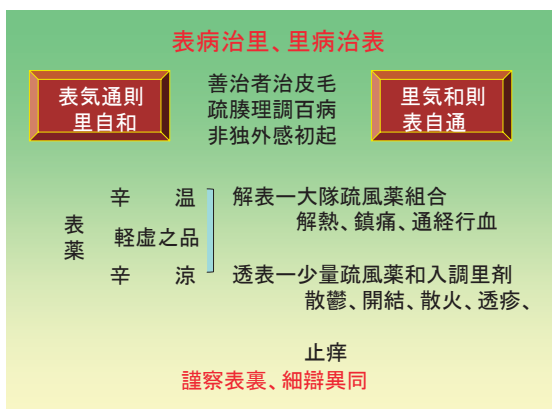 表病治里、里病治表
表気通則
里自和
善治者治皮毛
疏腠理調百病
非独外感初起
里気和則
表自通
表薬
辛 温
軽虚之品
辛 涼
解表一大隊疏風薬組合
解熱、鎮痛、通経行血
透表一少量疏風薬和入調里剤
散鬱、開結、散火、透疹、
止痒
謹察表裏、細辯異同